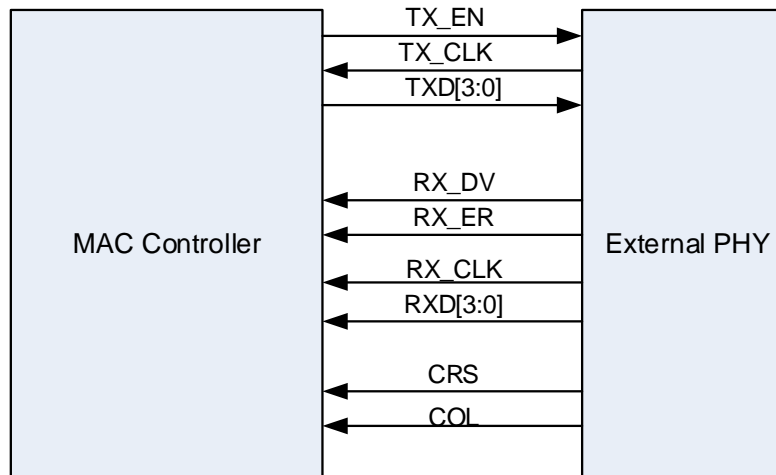 TX_EN
TX_CLK
TXD[3:0]
RX_DV
MAC Controller
RX_ER
External PHY
RX_CLK
RXD[3:0]
CRS
COL